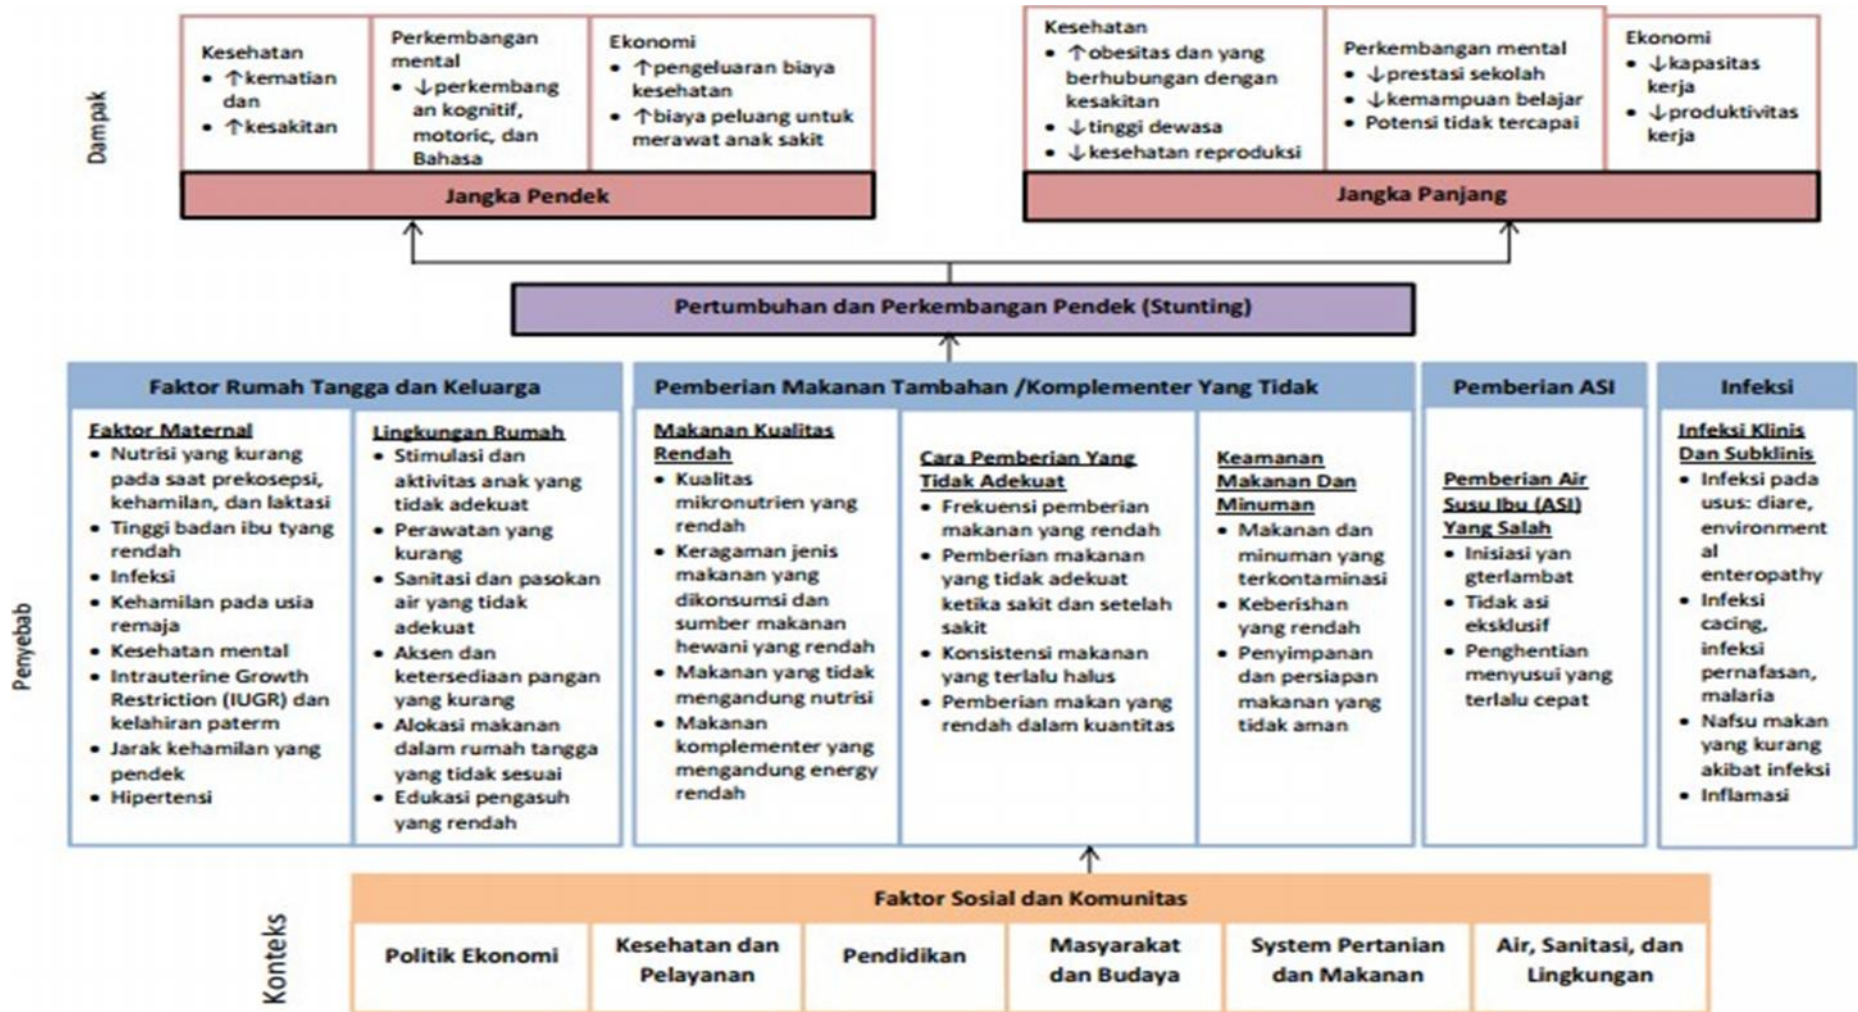 Dampak
Kesehatan
• ↑kematian
dan
• ↑kesakitan
Perkembangan
mental
• ↓perkembang
an kognitif,
motoric, dan
Bahasa
Ekonomi
• ↑pengeluaran biaya
kesehatan
• ↑biaya peluang untuk
merawat anak sakit
Jangka Pendek
Kesehatan
• ↑obesitas dan yang
berhubungan dengan
kesakitan
• ↓tinggi dewasa
• ↓kesehatan reproduksi
Perkembangan mental
• ↓prestasi sekolah
• ↓kemampuan belajar
• Potensi tidak tercapai
Ekonomi
• ↓kapasitas
kerja
• ↓produktivitas
kerja
Jangka Panjang
Pertumbuhan dan Perkembangan Pendek (Stunting)
Penyebab
Faktor Rumah Tangga dan Keluarga
Faktor Maternal
• Nutrisi yang kurang
pada saat prekosepsi,
kehamilan, dan laktasi
• Tinggi badan ibu tyang
rendah
• Infeksi
• Kehamilan pada usia
remaja
• Kesehatan mental
• Intrauterine Growth
Restriction (IUGR) dan
kelahiran paterm
• Jarak kehamilan yang
pendek
• Hipertensi
Lingkungan Rumah
• Stimulasi dan
aktivitas anak yang
tidak adekuat
• Perawatan yang
kurang
• Sanitasi dan pasokan
air yang tidak
adekuat
• Aksen dan
ketersediaan pangan
yang kurang
• Alokasi makanan
dalam rumah tangga
yang tidak sesuai
• Edukasi pengasuh
yang rendah
Pemberian Makanan Tambahan /Komplementer Yang Tidak
Makanan Kualitas
Rendah
• Kualitas
mikronutrien yang
rendah
• Keragaman jenis
makanan yang
dikonsumsi dan
sumber makanan
hewani yang rendah
• Makanan yang tidak
mengandung nutrisi
• Makanan
komplementer yang
mengandung energy
rendah
Cara Pemberian Yang
Tidak Adekuat
• Frekuensi pemberian
makanan yang rendah
• Pemberian makanan
yang tidak adekuat
ketika sakit dan setelah
sakit
• Konsistensi makanan
yang terlalu halus
• Pemberian makan yang
rendah dalam kuantitas
Keamanan
Makanan Dan
Minuman
• Makanan dan
minuman yang
terkontaminasi
• Keberishan
yang rendah
• Penyimpanan
dan persiapan
makanan yang
tidak aman
Pemberian ASI
Pemberian Air
Susu Ibu (ASI)
Yang Salah
• Inisiasi yan
gterlambat
• Tidak asi
eksklusif
• Penghentian
menyusui yang
terlalu cepat
Infeksi
Infeksi Klinis
Dan Subklinis
• Infeksi pada
usus: diare,
environment
al
enteropathy
• Infeksi
cacing,
infeksi
pernafasan,
malaria
• Nafsu makan
yang kurang
akibat infeksi
• Inflamasi
Konteks
Faktor Sosial dan Komunitas
Politik Ekonomi
Kesehatan dan
Pelayanan
Pendidikan
Masyarakat
dan Budaya
System Pertanian
dan Makanan
Air, Sanitasi, dan
Lingkungan